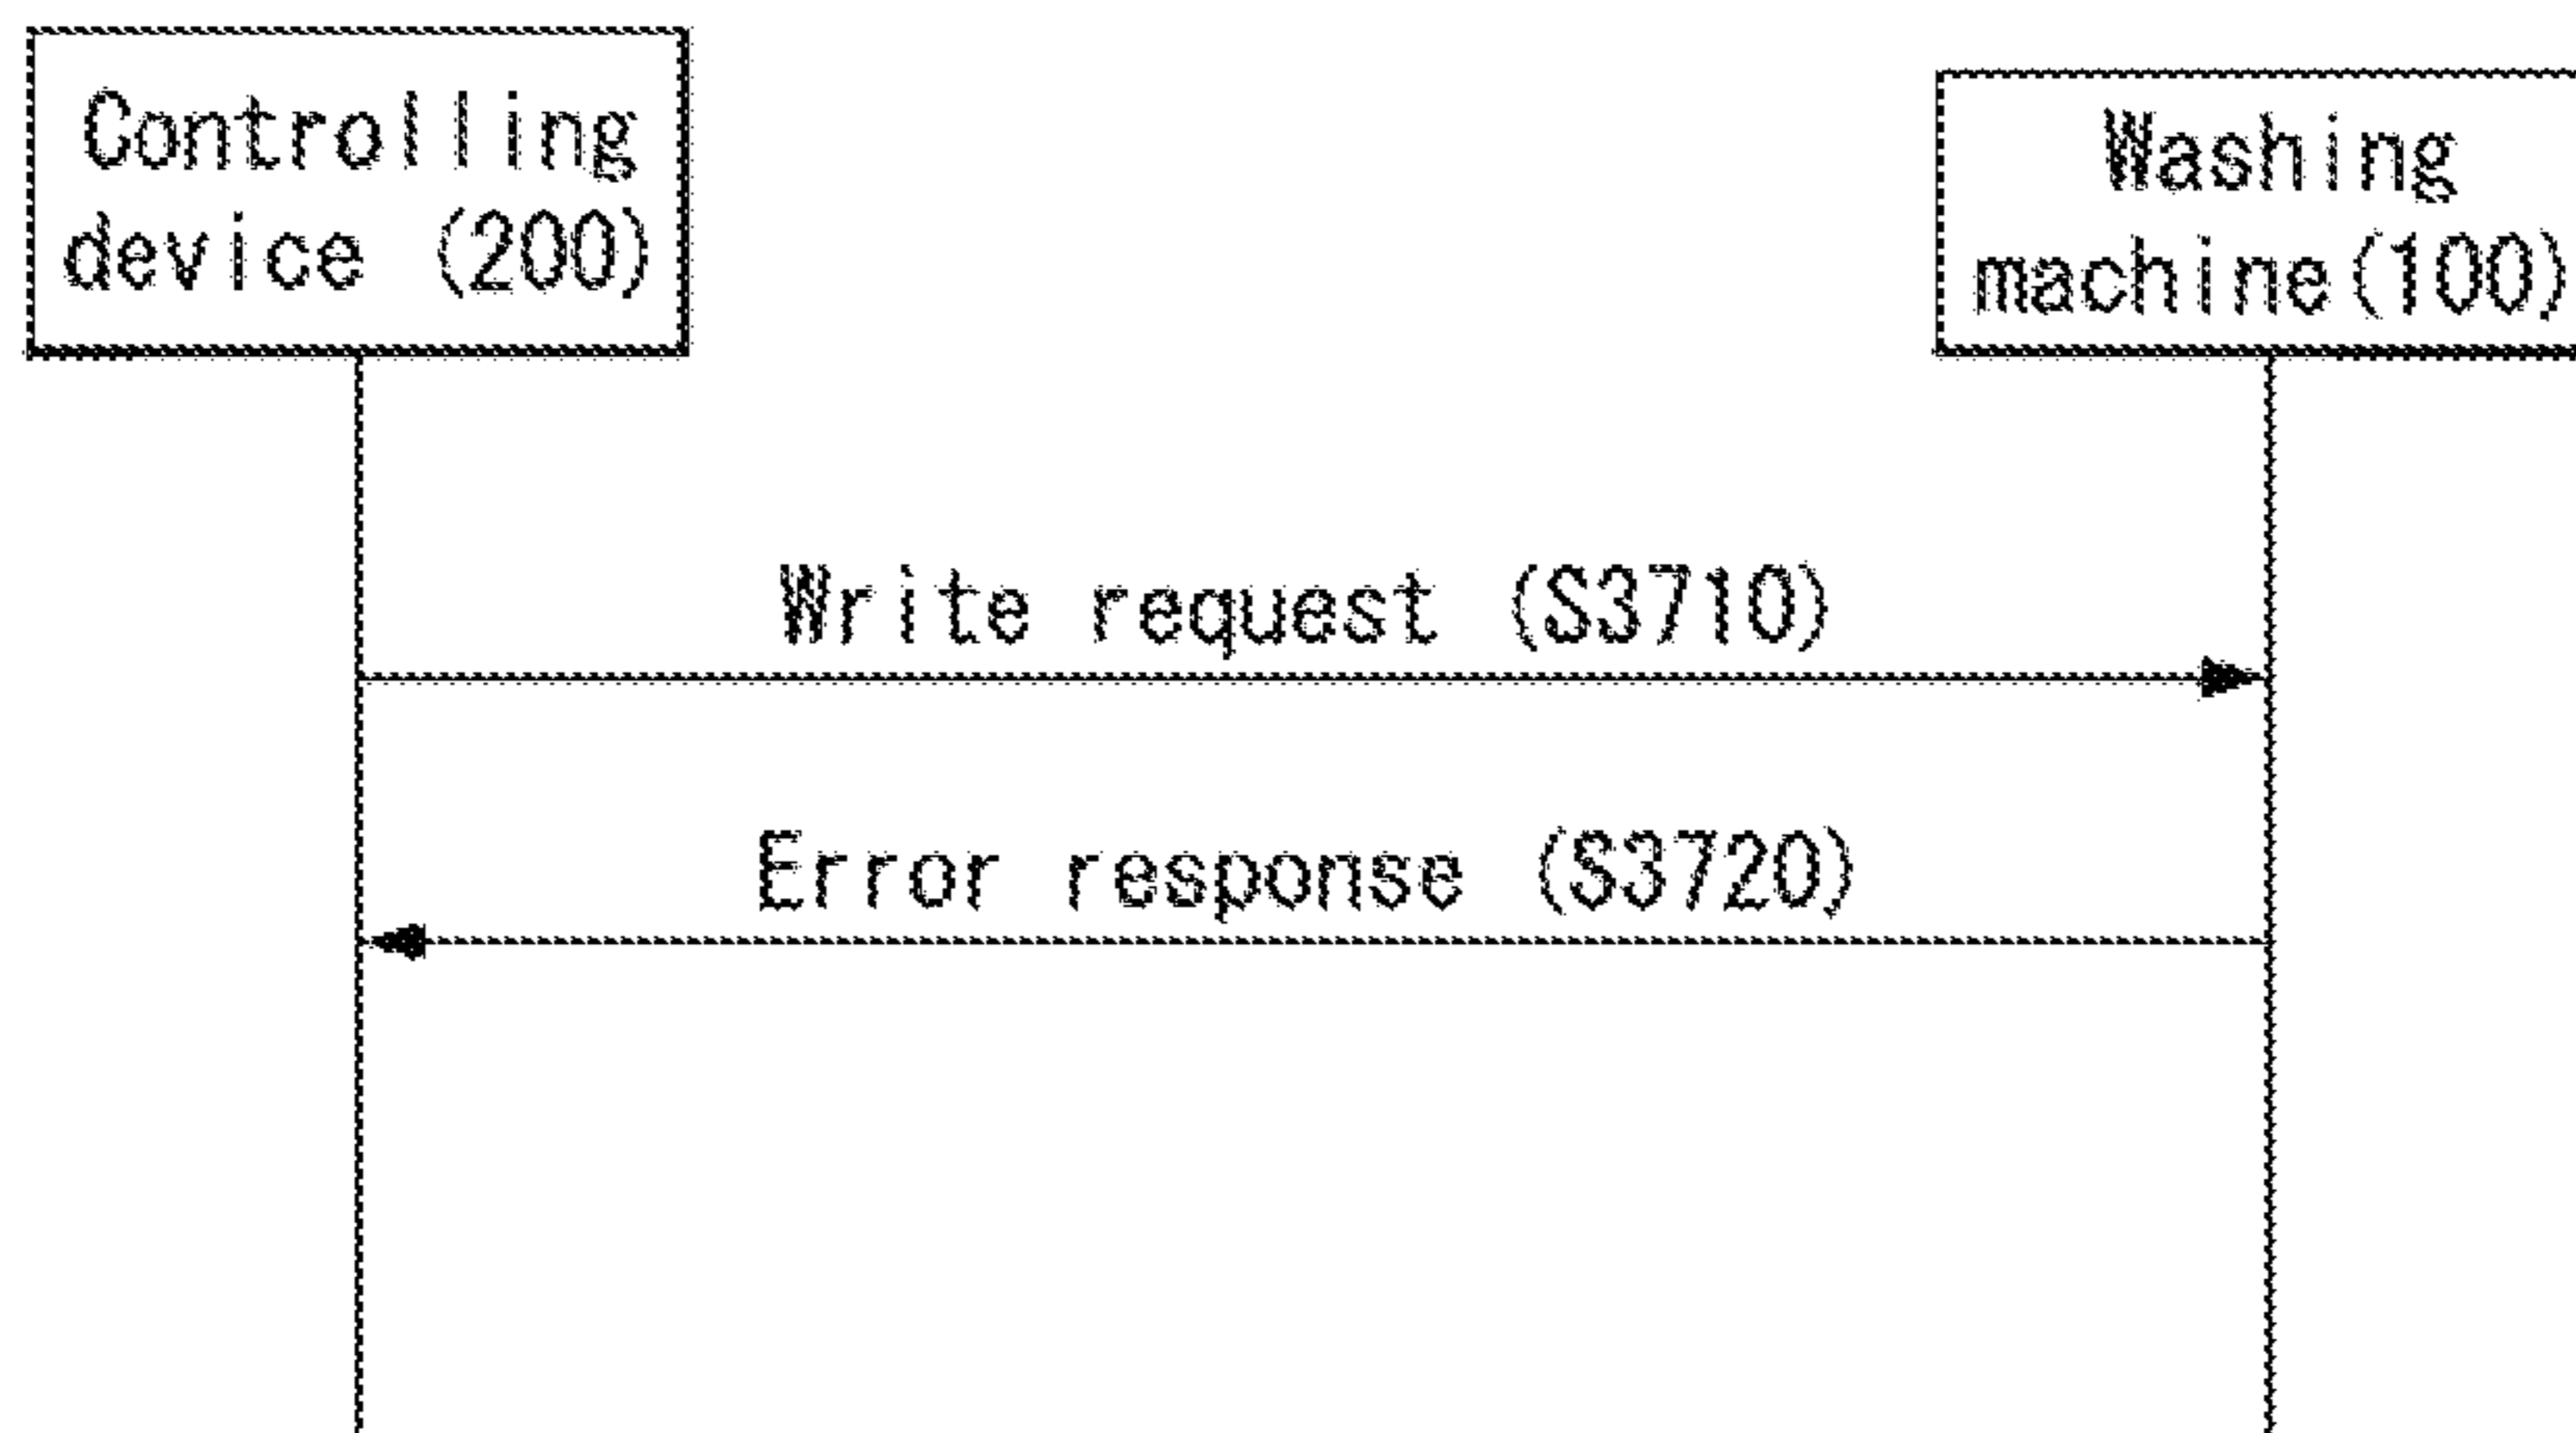 Controlling
device (200)
Washing
machine(100)
Write request (S3710)
Error response (S3720)